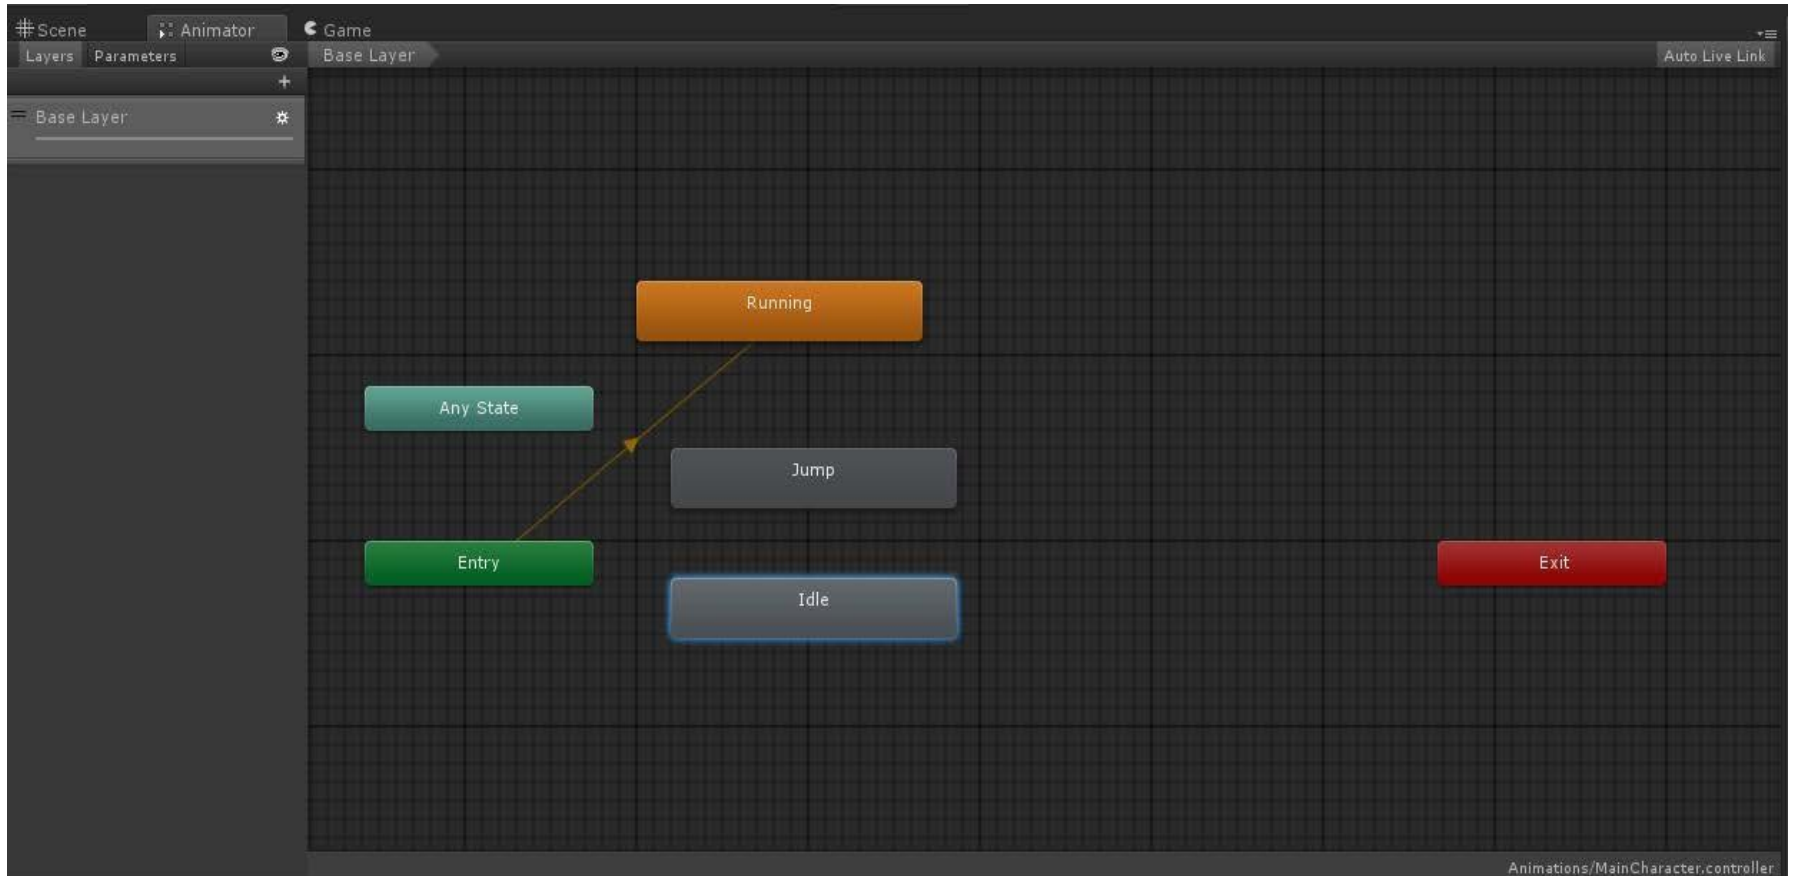 Scene Animator Game
Layers Parameters Base Layer Auto Live Link
Base Layer
Running
Any State
Jump
Entry Exit
Idle
Animations/MainCharacter.controller